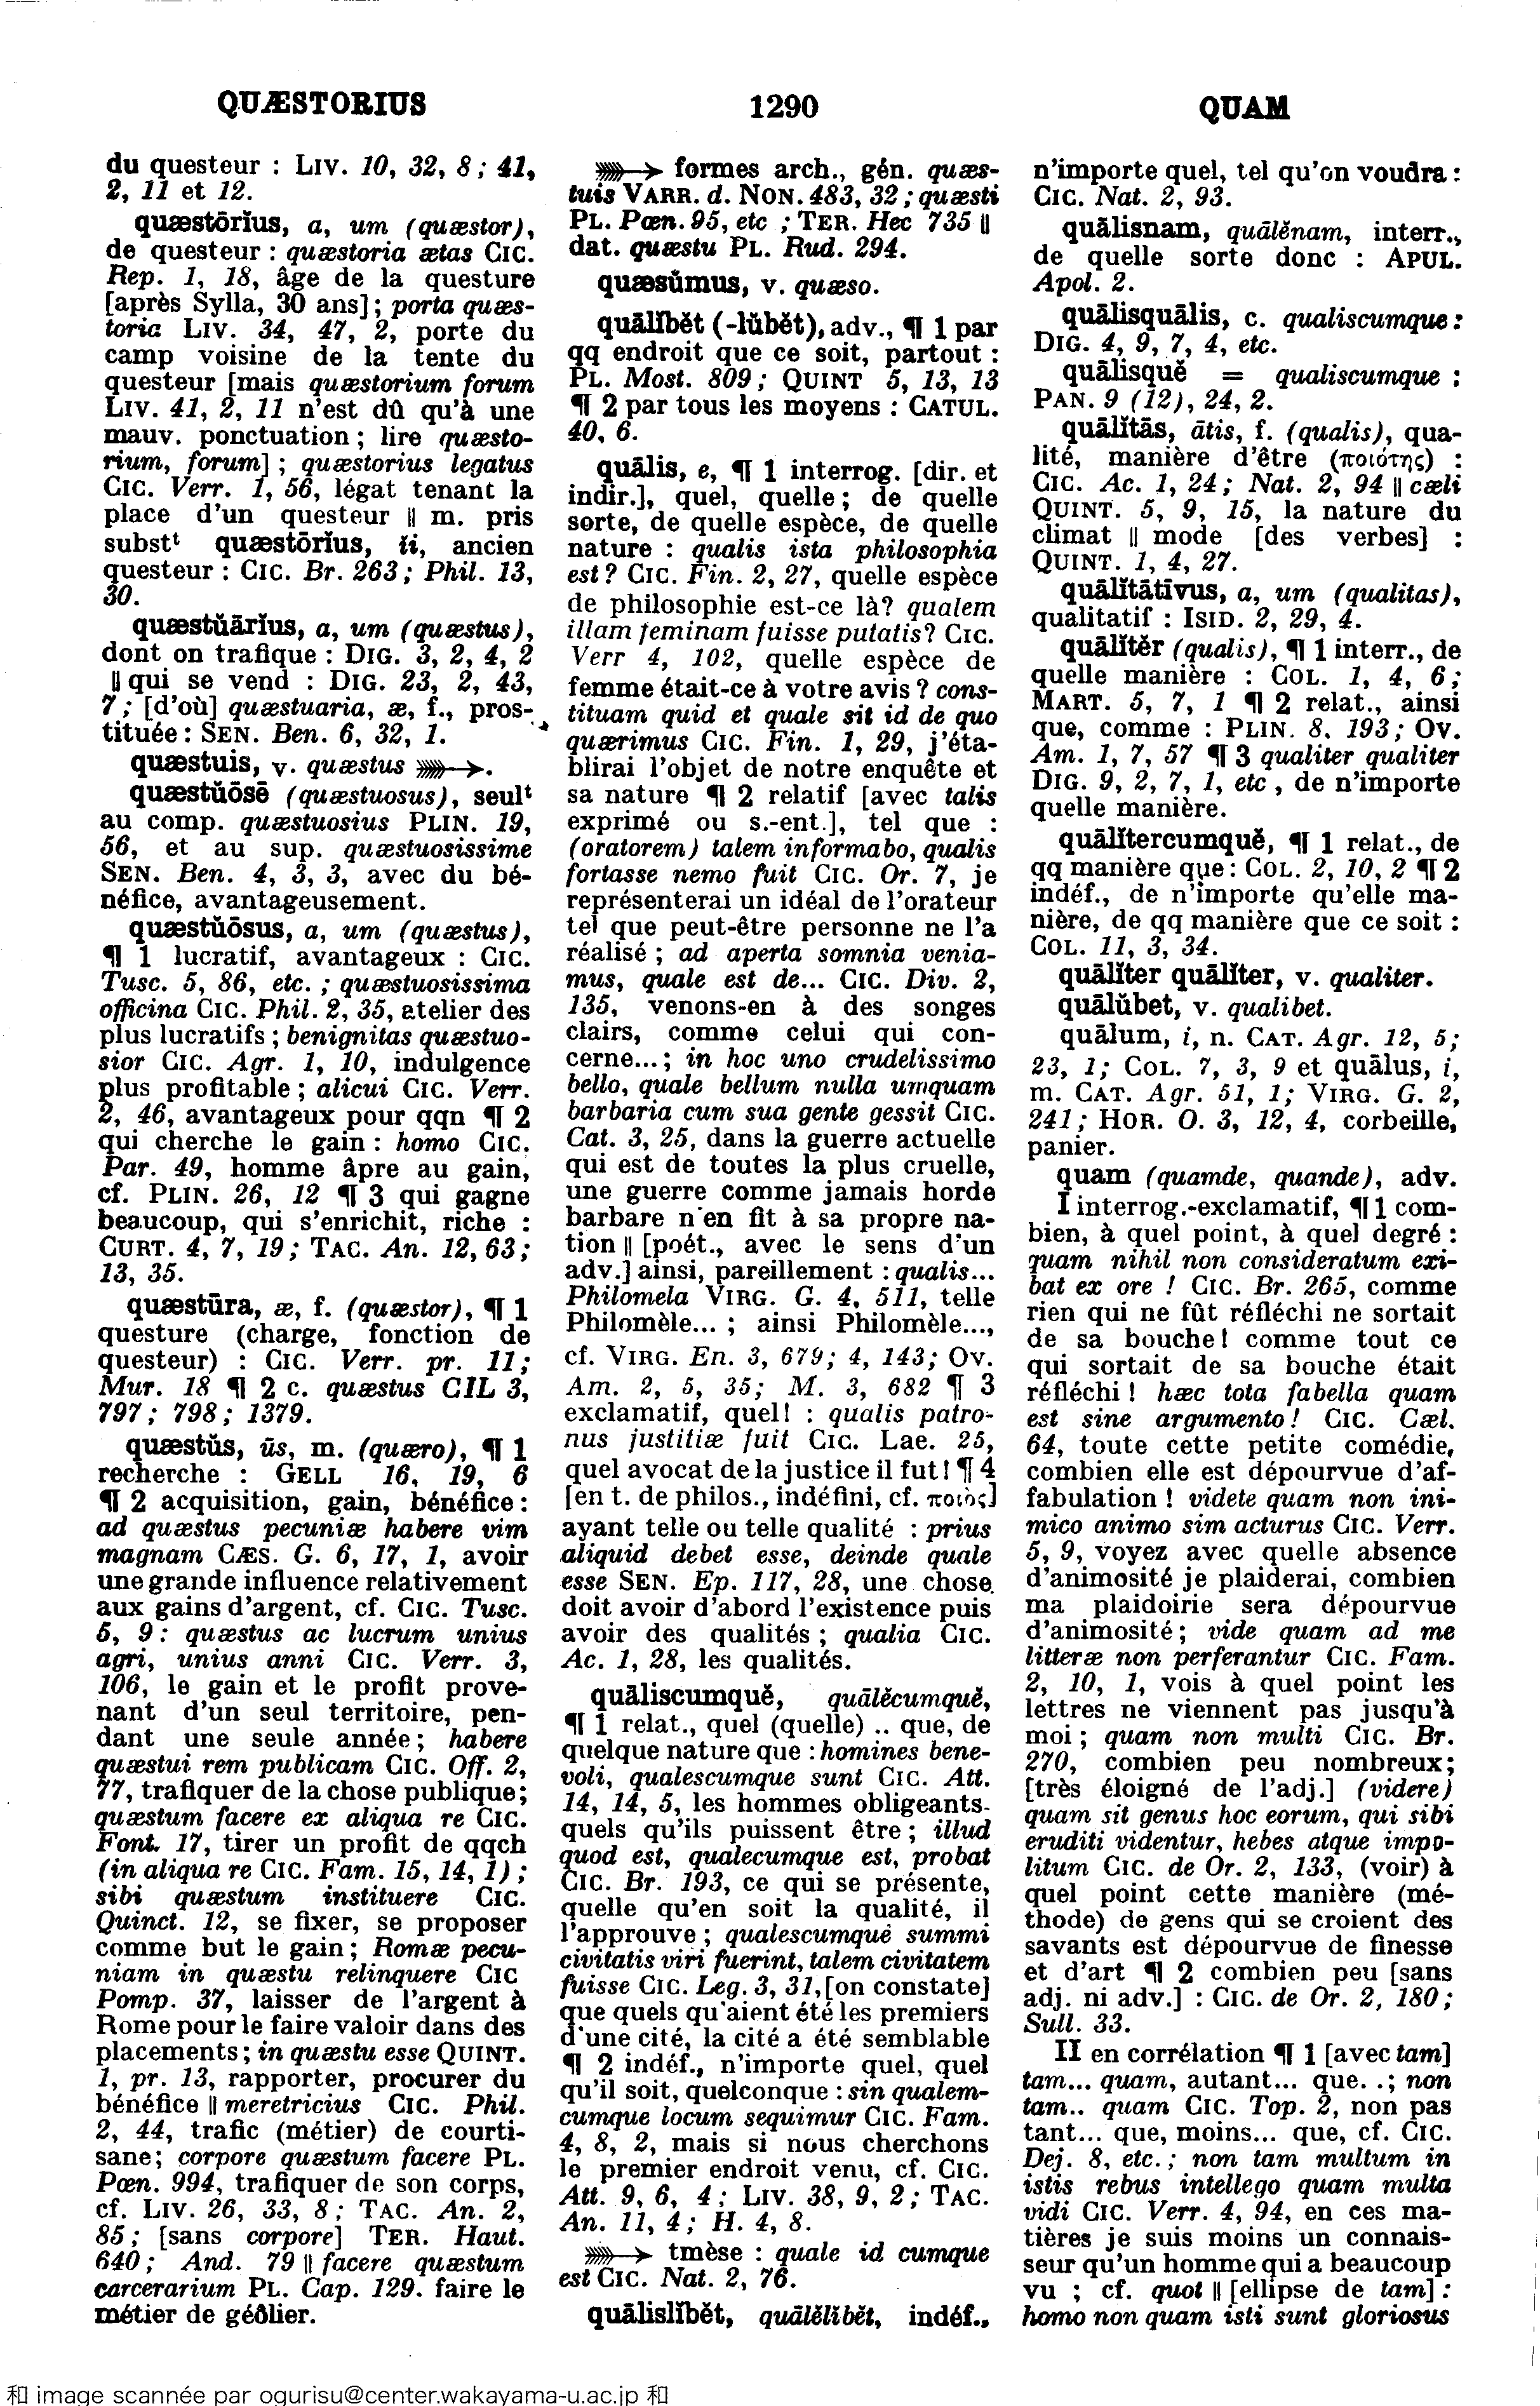 QUÆSTORIUS
1290
QUAM
du questeur : LIV. 10, 32, 8 ; 41,
2, 11 et 12.
quæstōrĭus, a, um (quæstor),
de questeur : quæstoria ætas CIC.
Rep. 1, 18, âge de la questure
[après Sylla, 30 ans] ; porta quæs-
toria LIV. 34, 47, 2, porte du
camp voisine de la tente du
questeur [mais quæstorium forum
LIV. 41, 2, 11 n'est dû qu'à une
mauv. ponctuation ; lire quæsto-
rium, forum] ; quæstorius legatus
CIC. Verr. 1, 56, légat tenant la
place d'un questeur || m. pris
substᵗ quæstōrĭus, ĭi, ancien
questeur : CIC. Br. 263 ; Phil. 13,
30.
quæstŭārĭus, a, um (quæstus),
dont on trafique : DIG. 3, 2, 4, 2
|| qui se vend : DIG. 23, 2, 43,
7 ; [d'où] quæstuaria, æ, f., pros-
tituée : SEN. Ben. 6, 32, 1.
quæstuis, v. quæstus ⟫→.
quæstŭōsē (quæstuosus), seulᵗ
au comp. quæstuosius PLIN. 19,
56, et au sup. quæstuosissime
SEN. Ben. 4, 3, 3, avec du bé-
néfice, avantageusement.
quæstŭōsus, a, um (quæstus),
¶ 1 lucratif, avantageux : CIC.
Tusc. 5, 86, etc. ; quæstuosissima
officina CIC. Phil. 2, 35, atelier des
plus lucratifs ; benignitas quæstuo-
sior CIC. Agr. 1, 10, indulgence
plus profitable ; alicui CIC. Verr.
2, 46, avantageux pour qqn ¶ 2
qui cherche le gain : homo CIC.
Par. 49, homme âpre au gain,
cf. PLIN. 26, 12 ¶ 3 qui gagne
beaucoup, qui s'enrichit, riche :
CURT. 4, 7, 19 ; TAC. An. 12, 63 ;
13, 35.
quæstūra, æ, f. (quæstor), ¶ 1
questure (charge, fonction de
questeur) : CIC. Verr. pr. 11 ;
Mur. 18 ¶ 2 c. quæstus CIL 3,
797 ; 798 ; 1379.
quæstŭs, ūs, m. (quæro), ¶ 1
recherche : GELL 16, 19, 6
¶ 2 acquisition, gain, bénéfice :
ad quæstus pecuniæ habere vim
magnam CÆS. G. 6, 17, 1, avoir
une grande influence relativement
aux gains d'argent, cf. CIC. Tusc.
5, 9 : quæstus ac lucrum unius
agri, unius anni CIC. Verr. 3,
106, le gain et le profit prove-
nant d'un seul territoire, pen-
dant une seule année ; habere
quæstui rem publicam CIC. Off. 2,
77, trafiquer de la chose publique ;
quæstum facere ex aliqua re CIC.
Font. 17, tirer un profit de qqch
(in aliqua re CIC. Fam. 15, 14, 1) ;
sibi quæstum instituere CIC.
Quinct. 12, se fixer, se proposer
comme but le gain ; Romæ pecu-
niam in quæstu relinquere CIC
Pomp. 37, laisser de l'argent à
Rome pour le faire valoir dans des
placements ; in quæstu esse QUINT.
1, pr. 13, rapporter, procurer du
bénéfice || meretricius CIC. Phil.
2, 44, trafic (métier) de courti-
sane ; corpore quæstum facere PL.
Pœn. 994, trafiquer de son corps,
cf. LIV. 26, 33, 8 ; TAC. An. 2,
85 ; [sans corpore] TER. Haut.
640 ; And. 79 || facere quæstum
carcerarium PL. Cap. 129. faire le
métier de géôlier.
⟫→ formes arch., gén. quæs-
tuis VARR. d. NON. 483, 32 ; quæsti
PL. Pœn. 95, etc ; TER. Hec 735 ||
dat. quæstu PL. Rud. 294.
quæsŭmus, v. quæso.
quālĭbĕt (-lŭbĕt), adv., ¶ 1 par
qq endroit que ce soit, partout :
PL. Most. 809 ; QUINT 5, 13, 13
¶ 2 par tous les moyens : CATUL.
40, 6.
quālis, e, ¶ 1 interrog. [dir. et
indir.], quel, quelle ; de quelle
sorte, de quelle espèce, de quelle
nature : qualis ista philosophia
est ? CIC. Fin. 2, 27, quelle espèce
de philosophie est-ce là? qualem
illam feminam fuisse putatis? CIC.
Verr 4, 102, quelle espèce de
femme était-ce à votre avis ? cons-
tituam quid et quale sit id de quo
quærimus CIC. Fin. 1, 29, j'éta-
blirai l'objet de notre enquête et
sa nature ¶ 2 relatif [avec talis
exprimé ou s.-ent.], tel que :
(oratorem) talem informabo, qualis
fortasse nemo fuit CIC. Or. 7, je
représenterai un idéal de l'orateur
tel que peut-être personne ne l'a
réalisé ; ad aperta somnia venia-
mus, quale est de... CIC. Div. 2,
135, venons-en à des songes
clairs, comme celui qui con-
cerne... ; in hoc uno crudelissimo
bello, quale bellum nulla umquam
barbaria cum sua gente gessit CIC.
Cat. 3, 25, dans la guerre actuelle
qui est de toutes la plus cruelle,
une guerre comme jamais horde
barbare n'en fit à sa propre na-
tion || [poét., avec le sens d'un
adv.] ainsi, pareillement : qualis...
Philomela VIRG. G. 4, 511, telle
Philomèle... ; ainsi Philomèle...,
cf. VIRG. En. 3, 679; 4, 143; OV.
Am. 2, 5, 35; M. 3, 682 ¶ 3
exclamatif, quel! : qualis patro-
nus justitiæ fuit CIC. Lae. 25,
quel avocat de la justice il fut! ¶ 4
[en t. de philos., indéfini, cf. ποιὸς]
ayant telle ou telle qualité : prius
aliquid debet esse, deinde quale
esse SEN. Ep. 117, 28, une chose
doit avoir d'abord l'existence puis
avoir des qualités ; qualia CIC.
Ac. 1, 28, les qualités.
quāliscumquĕ, quālĕcumquĕ,
¶ 1 relat., quel (quelle) .. que, de
quelque nature que : homines bene-
voli, qualescumque sunt CIC. Att.
14, 14, 5, les hommes obligeants
quels qu'ils puissent être ; illud
quod est, qualecumque est, probat
CIC. Br. 193, ce qui se présente,
quelle qu'en soit la qualité, il
l'approuve ; qualescumque summi
civitatis viri fuerint, talem civitatem
fuisse CIC. Leg. 3, 31, [on constate]
que quels qu'aient été les premiers
d'une cité, la cité a été semblable
¶ 2 indéf., n'importe quel, quel
qu'il soit, quelconque : sin qualem-
cumque locum sequimur CIC. Fam.
4, 8, 2, mais si nous cherchons
le premier endroit venu, cf. CIC.
Att. 9, 6, 4 ; LIV. 38, 9, 2 ; TAC.
An. 11, 4 ; H. 4, 8.
⟫→ tmèse : quale id cumque
est CIC. Nat. 2, 76.
quālislĭbĕt, quālĕlĭbĕt, indéf.,
n'importe quel, tel qu'on voudra :
CIC. Nat. 2, 93.
quālisnam, quālĕnam, interr.,
de quelle sorte donc : APUL.
Apol. 2.
quālisquālis, c. qualiscumque :
DIG. 4, 9, 7, 4, etc.
quālisquĕ = qualiscumque :
PAN. 9 (12), 24, 2.
quālĭtās, ātis, f. (qualis), qua-
lité, manière d'être (ποιότης) :
CIC. Ac. 1, 24 ; Nat. 2, 94 || cæli
QUINT. 5, 9, 15, la nature du
climat || mode [des verbes] :
QUINT. 1, 4, 27.
quālĭtātīvus, a, um (qualitas),
qualitatif : ISID. 2, 29, 4.
quālĭtĕr (qualis), ¶ 1 interr., de
quelle manière : COL. 1, 4, 6 ;
MART. 5, 7, 1 ¶ 2 relat., ainsi
que, comme : PLIN. 8. 193 ; OV.
Am. 1, 7, 57 ¶ 3 qualiter qualiter
DIG. 9, 2, 7, 1, etc , de n'importe
quelle manière.
quālĭtercumquĕ, ¶ 1 relat., de
qq manière que : COL. 2, 10, 2 ¶ 2
indéf., de n'importe qu'elle ma-
nière, de qq manière que ce soit :
COL. 11, 3, 34.
quālĭter quālĭter, v. qualiter.
quālŭbet, v. qualibet.
quālum, i, n. CAT. Agr. 12, 5;
23, 1; COL. 7, 3, 9 et quālus, i,
m. CAT. Agr. 51, 1; VIRG. G. 2,
241 ; HOR. O. 3, 12, 4, corbeille,
panier.
quam (quamde, quande), adv.
I interrog.-exclamatif, ¶ 1 com-
bien, à quel point, à quel degré :
quam nihil non consideratum exi-
bat ex ore ! CIC. Br. 265, comme
rien qui ne fût réfléchi ne sortait
de sa bouche ! comme tout ce
qui sortait de sa bouche était
réfléchi ! hæc tota fabella quam
est sine argumento ! CIC. Cæl.
64, toute cette petite comédie,
combien elle est dépourvue d'af-
fabulation ! videte quam non ini-
mico animo sim acturus CIC. Verr.
5, 9, voyez avec quelle absence
d'animosité je plaiderai, combien
ma plaidoirie sera dépourvue
d'animosité ; vide quam ad me
litteræ non perferantur CIC. Fam.
2, 10, 1, vois à quel point les
lettres ne viennent pas jusqu'à
moi ; quam non multi CIC. Br.
270, combien peu nombreux ;
[très éloigné de l'adj.] (videre)
quam sit genus hoc eorum, qui sibi
eruditi videntur, hebes atque impo-
litum CIC. de Or. 2, 133, (voir) à
quel point cette manière (mé-
thode) de gens qui se croient des
savants est dépourvue de finesse
et d'art ¶ 2 combien peu [sans
adj. ni adv.] : CIC. de Or. 2, 180 ;
Sull. 33.
II en corrélation ¶ 1 [avec tam]
tam... quam, autant... que. . ; non
tam.. quam CIC. Top. 2, non pas
tant... que, moins... que, cf. CIC.
Dej. 8, etc. ; non tam multum in
istis rebus intellego quam multa
vidi CIC. Verr. 4, 94, en ces ma-
tières je suis moins un connais-
seur qu'un homme qui a beaucoup
vu ; cf. quot || [ellipse de tam] :
homo non quam isti sunt gloriosus
和 image scannée par ogurisu@center.wakayama-u.ac.jp 和